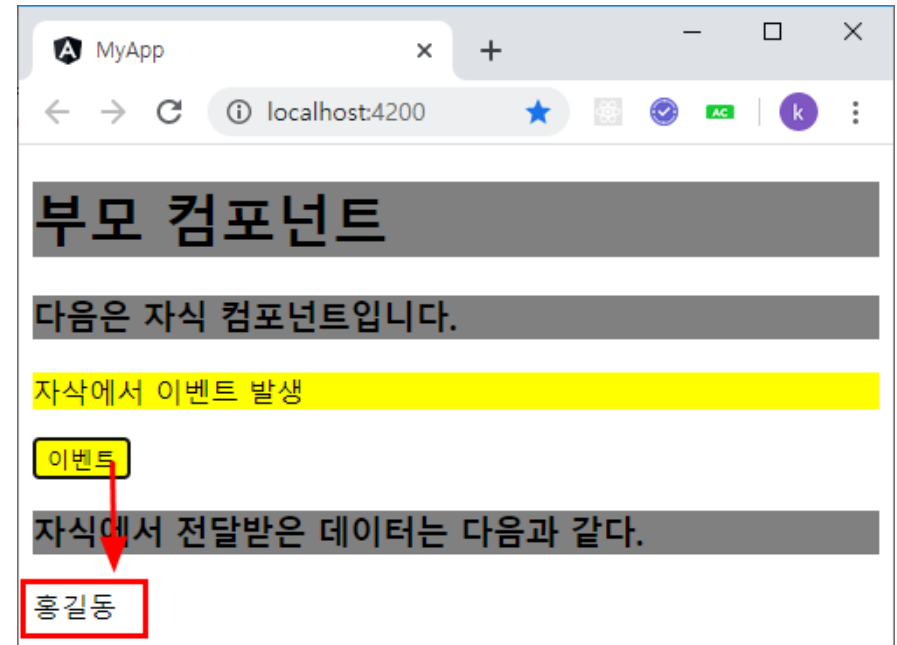 MyApp
localhost:4200
AC
k
부모 컴포넌트
다음은 자식 컴포넌트입니다.
자삭에서 이벤트 발생
이벤트
자식에서 전달받은 데이터는 다음과 같다.
홍길동